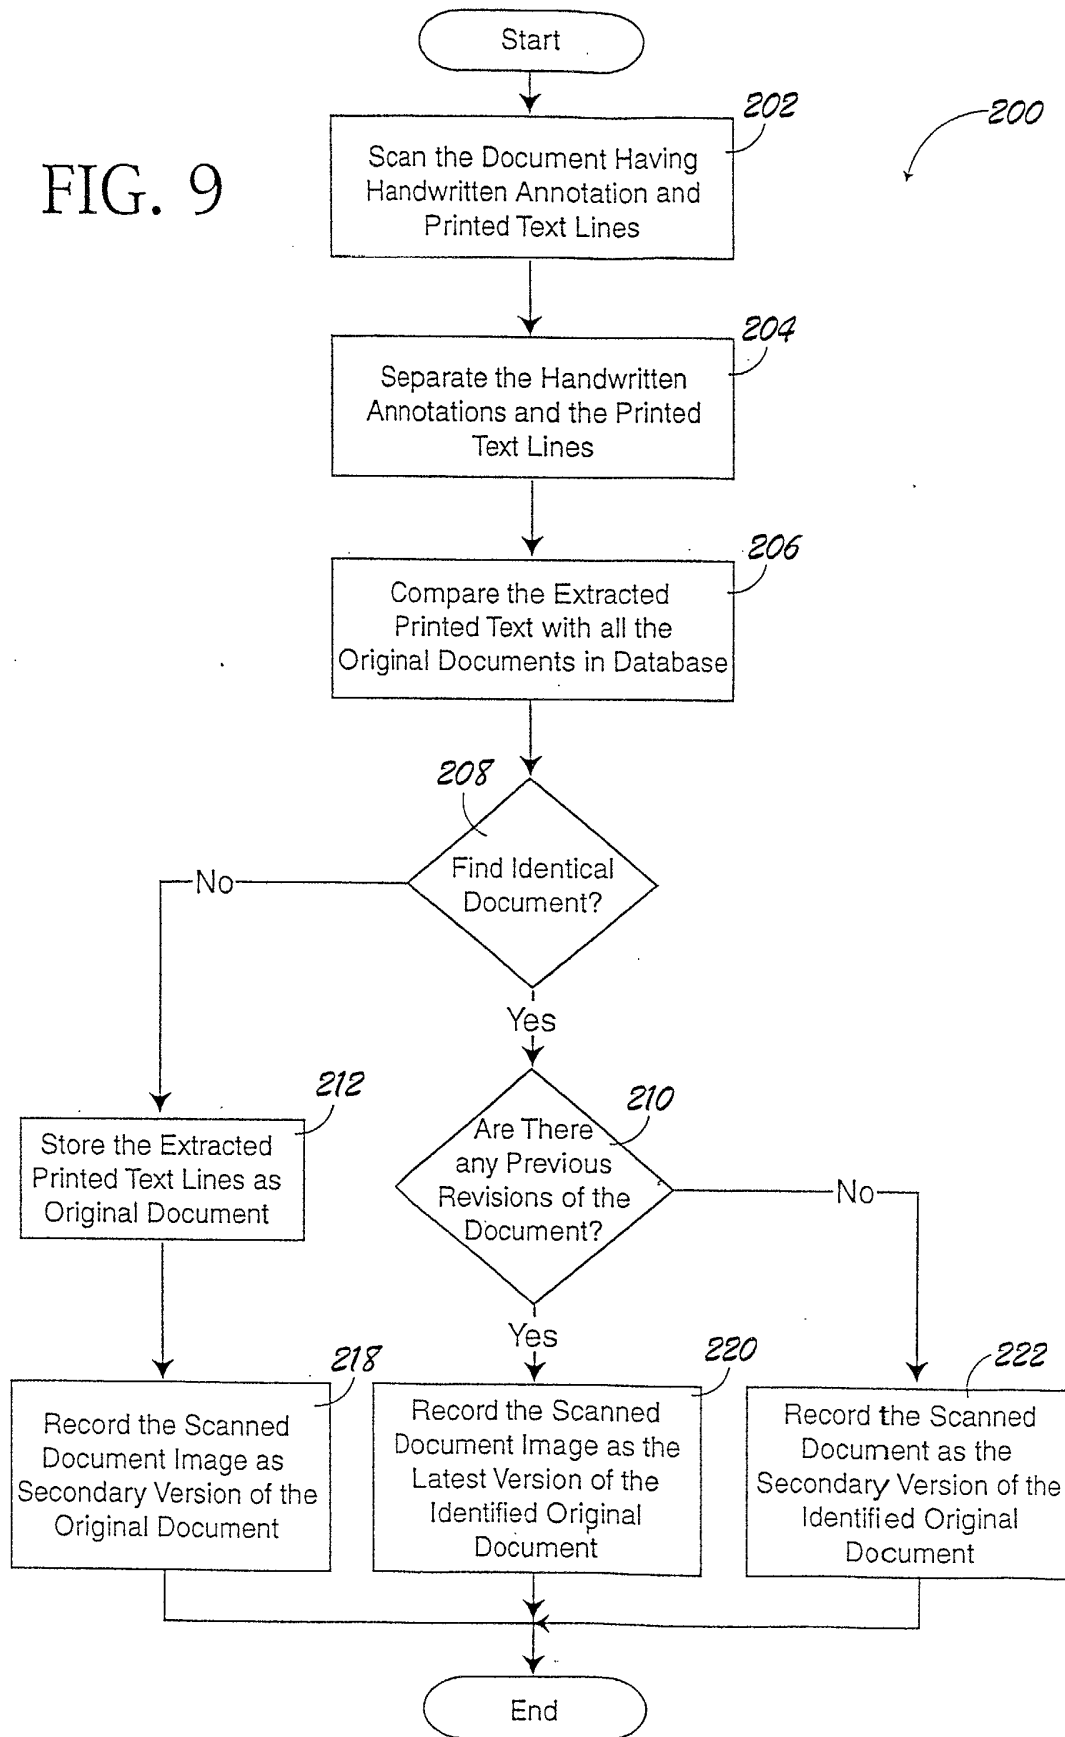 Start
202
200
FIG. 9
Scan the Document Having
Handwritten Annotation and
Printed Text Lines
204
Separate the Handwritten
Annotations and the Printed
Text Lines
206
Compare the Extracted
Printed Text with all the
Original Documents in Database
208
Find Identical
Document?
No
Yes
212
Store the Extracted
Printed Text Lines as
Original Document
210
Are There
any Previous
Revisions of the
Document?
No
Yes
218
Record the Scanned
Document Image as
Secondary Version of the
Original Document
220
Record the Scanned
Document Image as the
Latest Version of the
Identified Original
Document
222
Record the Scanned
Document as the
Secondary Version of the
Identified Original
Document
End